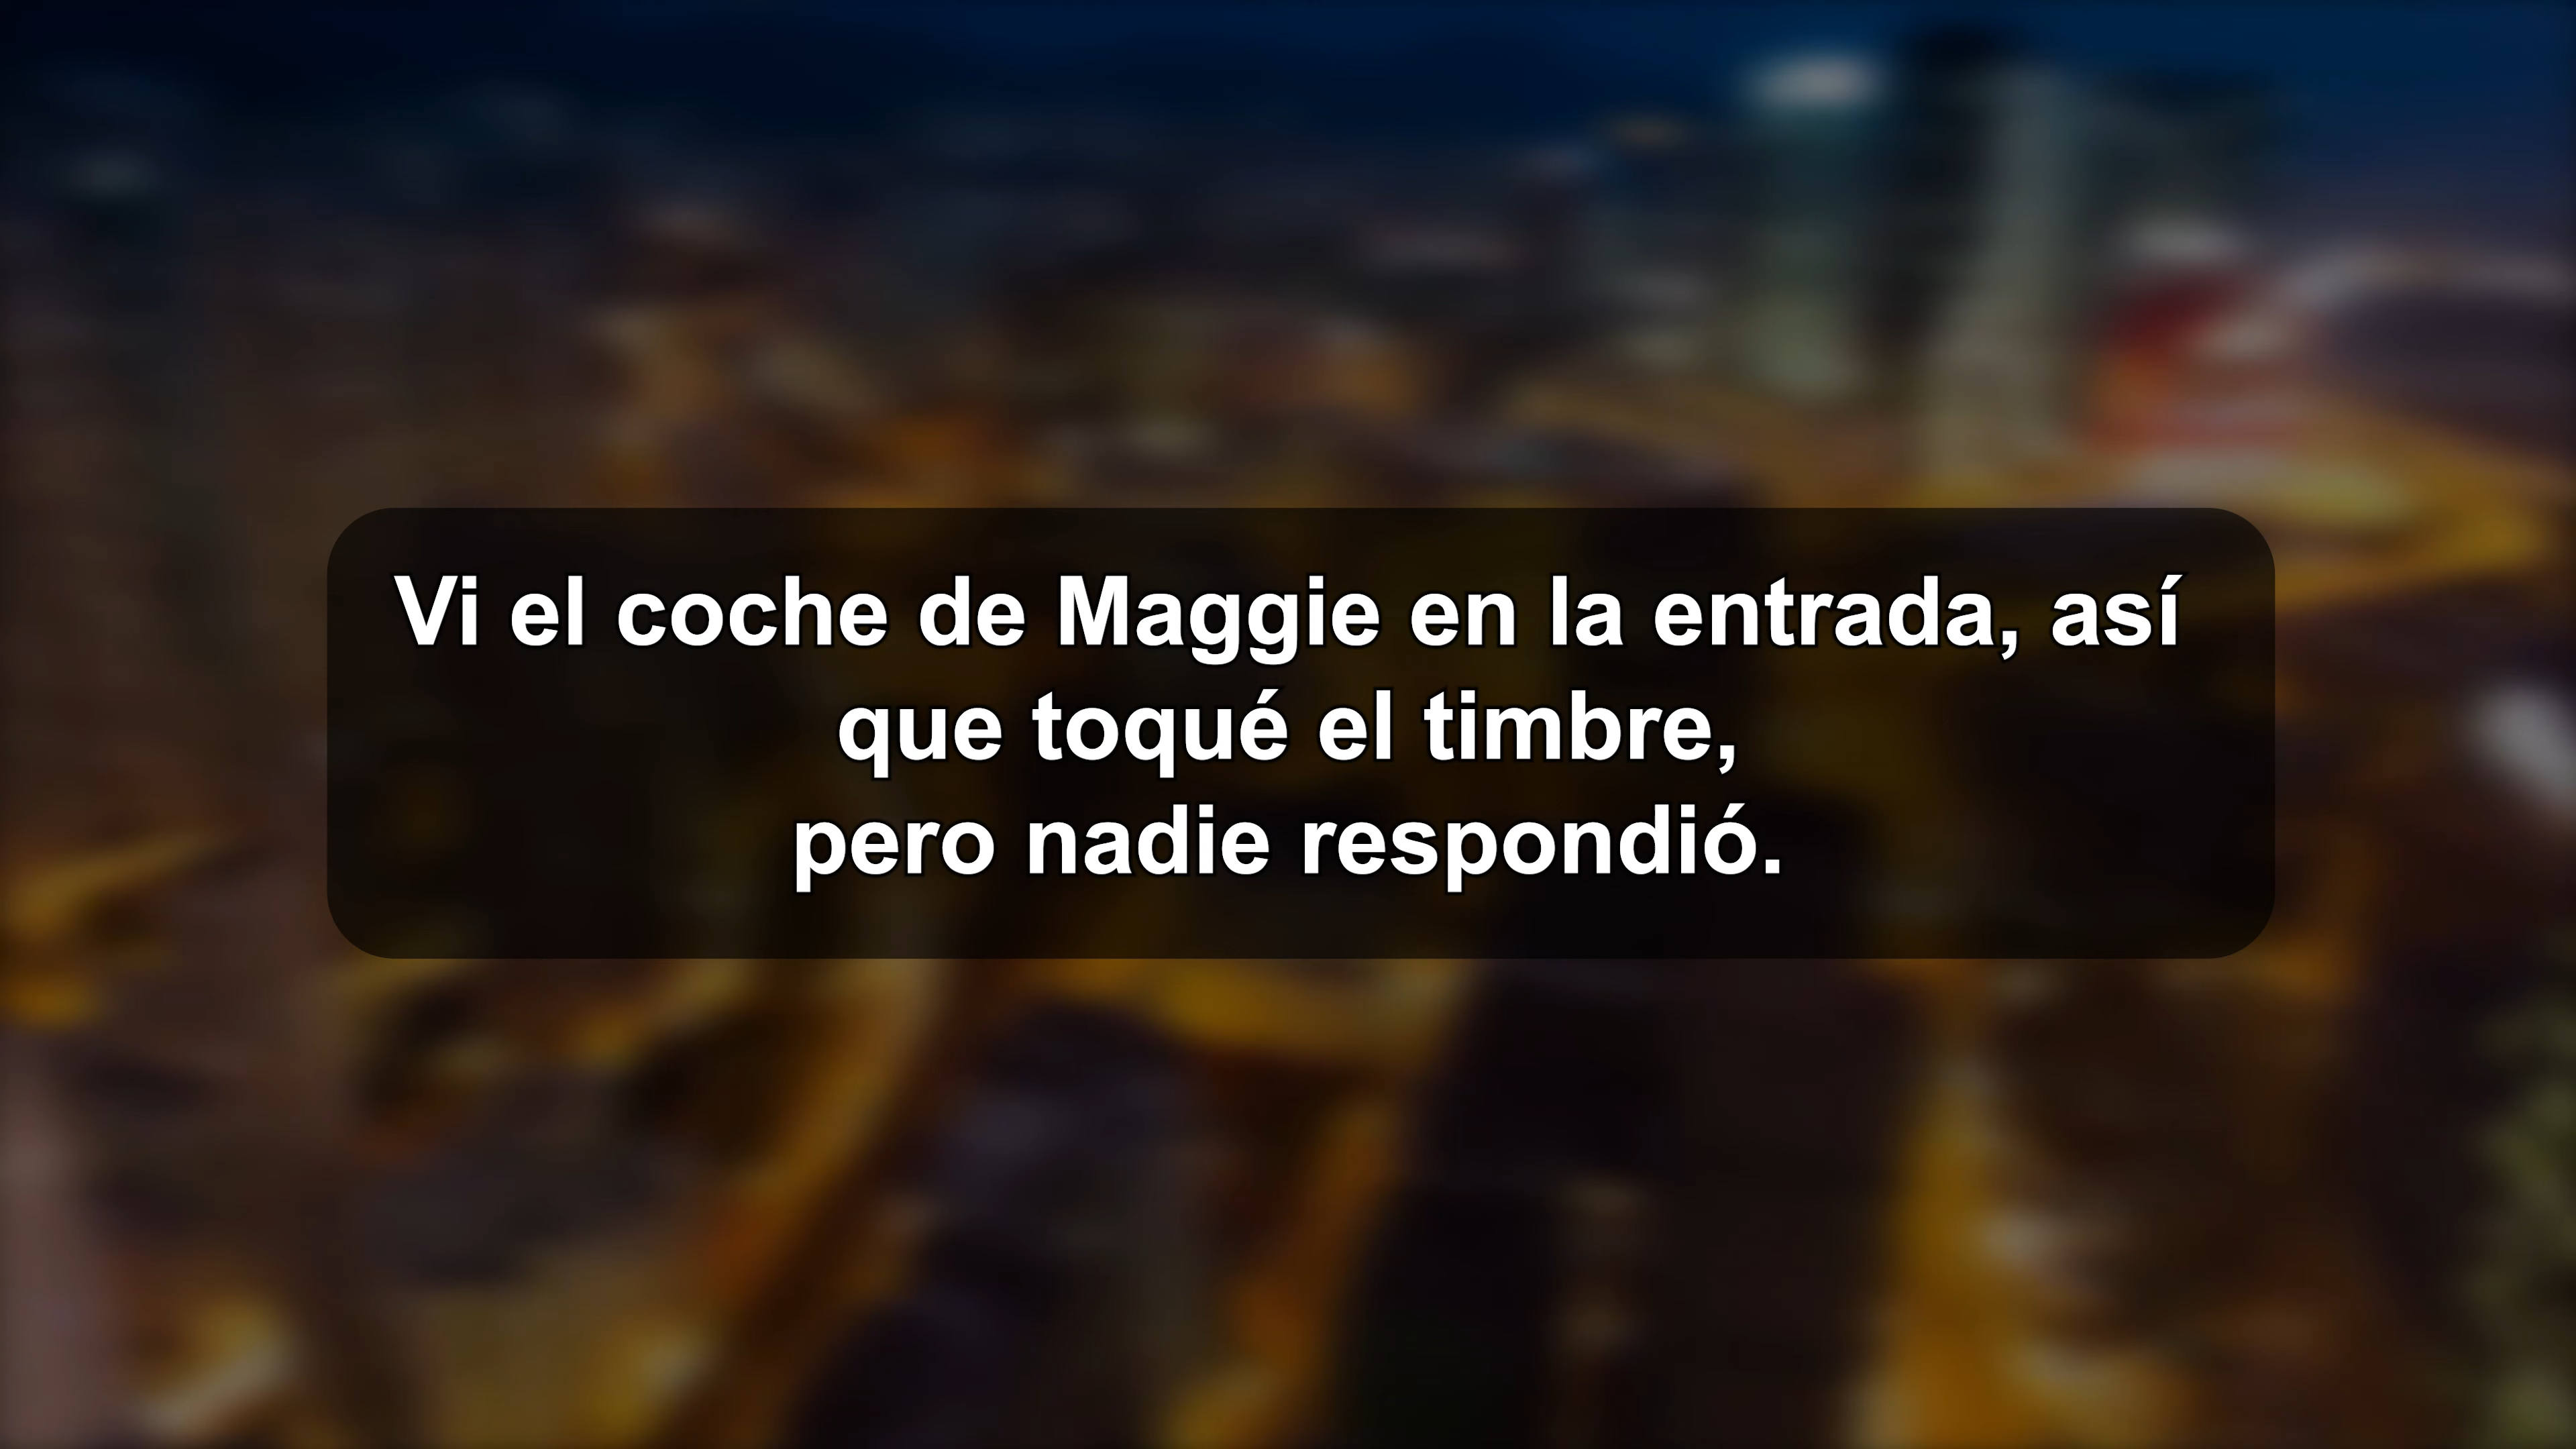 Vi el coche de Maggie en la entrada, así
que toqué el timbre,
pero nadie respondió.